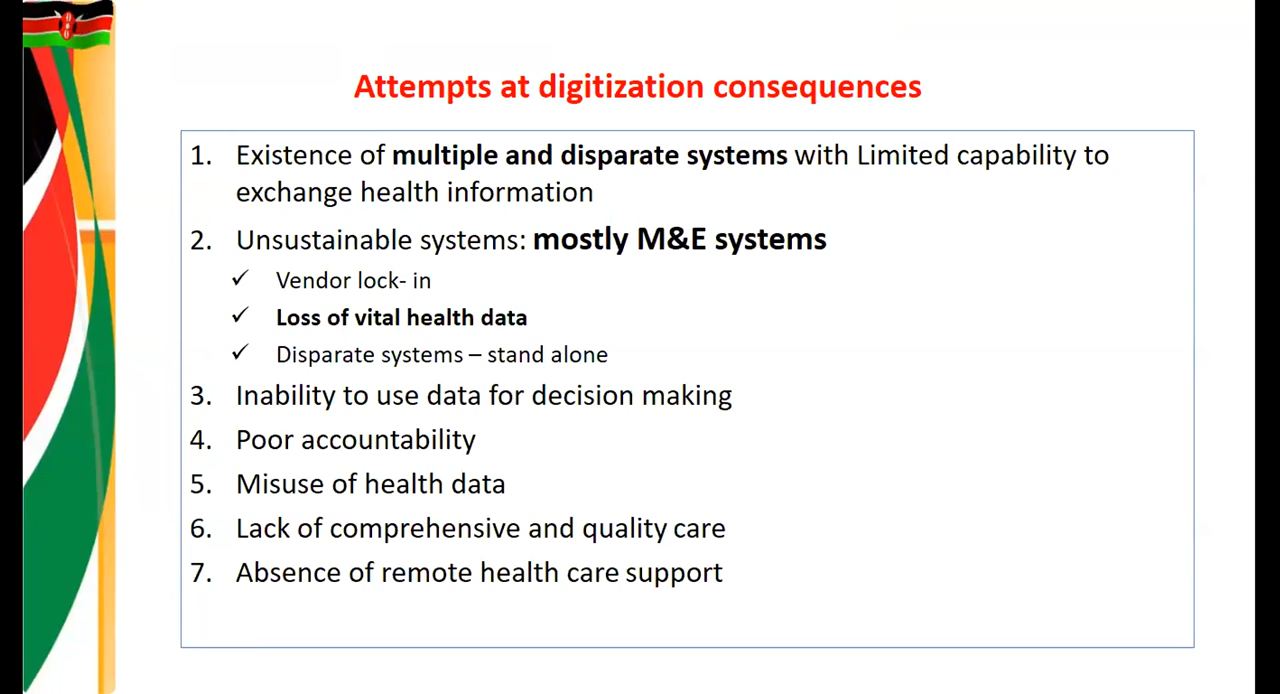 Attempts at digitization consequences
1. Existence of multiple and disparate systems with Limited capability to
exchange health information
2. Unsustainable systems: mostly M&E systems
✓ Vendor lock- in
✓ Loss of vital health data
✓ Disparate systems – stand alone
3. Inability to use data for decision making
4. Poor accountability
5. Misuse of health data
6. Lack of comprehensive and quality care
7. Absence of remote health care support